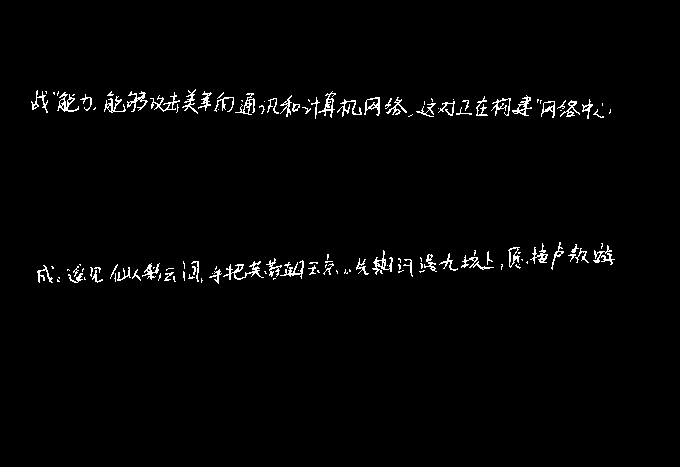 战"能力,能够攻击美军的通讯和计算机网络,这对正在构建"网络中心
成。遥见仙人彩云间,手把芙蓉朝玉京。先期汗漫九垓上,愿接卢敖游